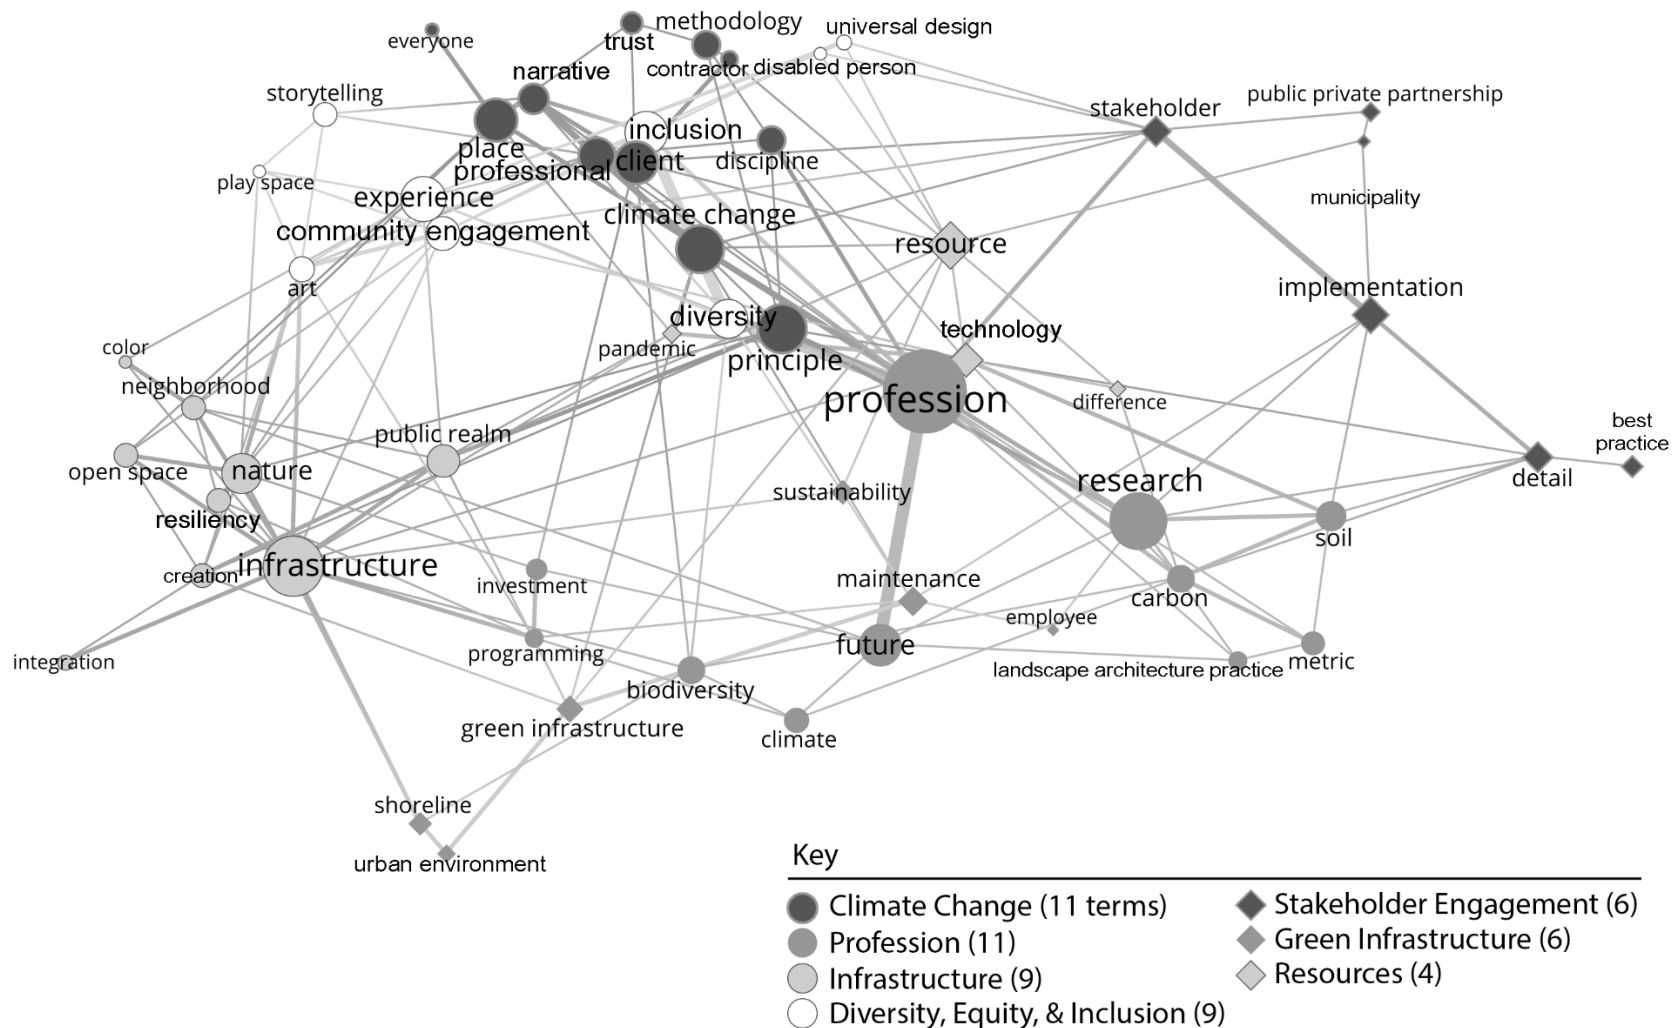 everyone
trust
methodology
universal design
contractor
disabled person
narrative
storytelling
inclusion
stakeholder
public private partnership
place
professional
client
discipline
play space
experience
municipality
climate change
community engagement
resource
art
implementation
diversity
technology
color
pandemic
principle
neighborhood
profession
difference
best
practice
public realm
open space
nature
research
detail
sustainability
resiliency
soil
creation
infrastructure
investment
maintenance
carbon
employee
integration
programming
future
landscape architecture practice
metric
biodiversity
green infrastructure
climate
shoreline
urban environment
Key
Climate Change (11 terms)
Profession (11)
Infrastructure (9)
Diversity, Equity, & Inclusion (9)
Stakeholder Engagement (6)
Green Infrastructure (6)
Resources (4)